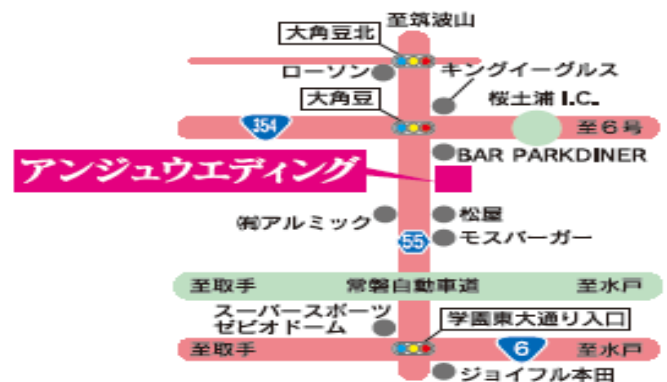 至筑波山
大角豆北
ローソン
キングイーグルス
大角豆
桜土浦 I.C.
354
至6号
BAR PARKDINER
アンジュウエディング
㈲アルミック
松屋
55
モスバーガー
至取手
常磐自動車道
至水戸
スーパースポーツ
ゼビオドーム
学園東大通り入口
至取手
6
至水戸
ジョイフル本田